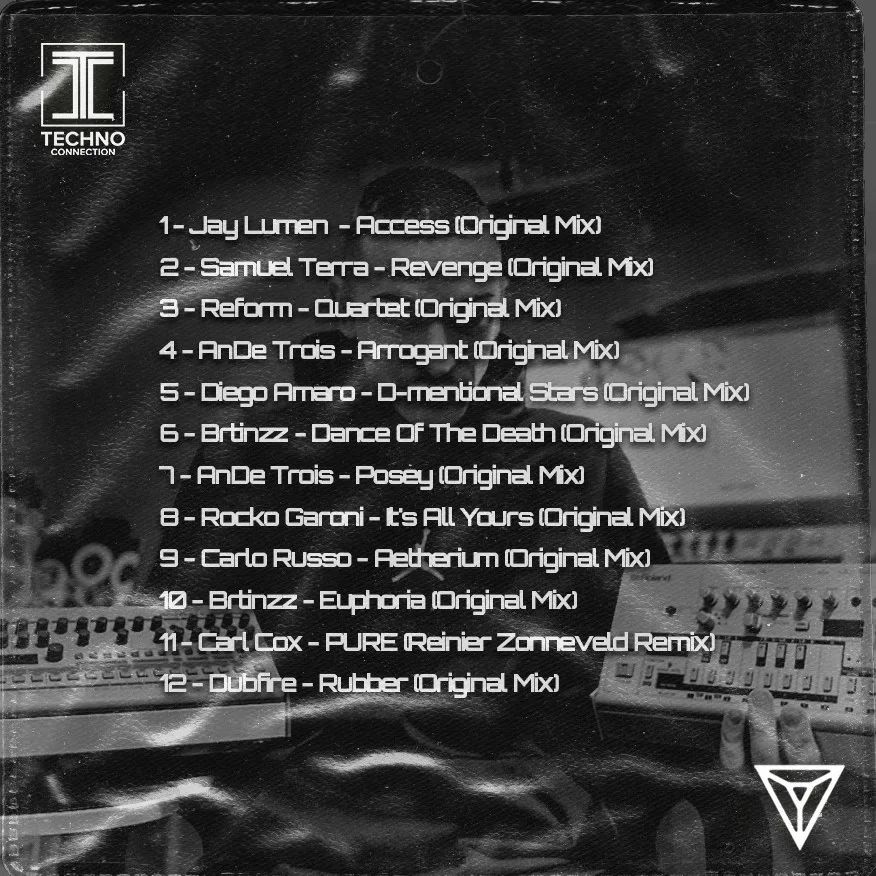 TECHNO
CONNECTION
1 - Jay Lumen - Access (Original Mix)
2 - Samuel Terra - Revenge (Original Mix)
3 - Reform - Quartet (Original Mix)
4 - AnDe Trois - Arrogant (Original Mix)
5 - Diego Amaro - D-mentional Stars (Original Mix)
6 - Brtinzz - Dance Of The Death (Original Mix)
7 - AnDe Trois - Posey (Original Mix)
8 - Rocko Garoni - It's All Yours (Original Mix)
9 - Carlo Russo - Aetherium (Original Mix)
10 - Brtinzz - Euphoria (Original Mix)
11 - Carl Cox - PURE (Reinier Zonneveld Remix)
12 - Dubfire - Rubber (Original Mix)
Roland